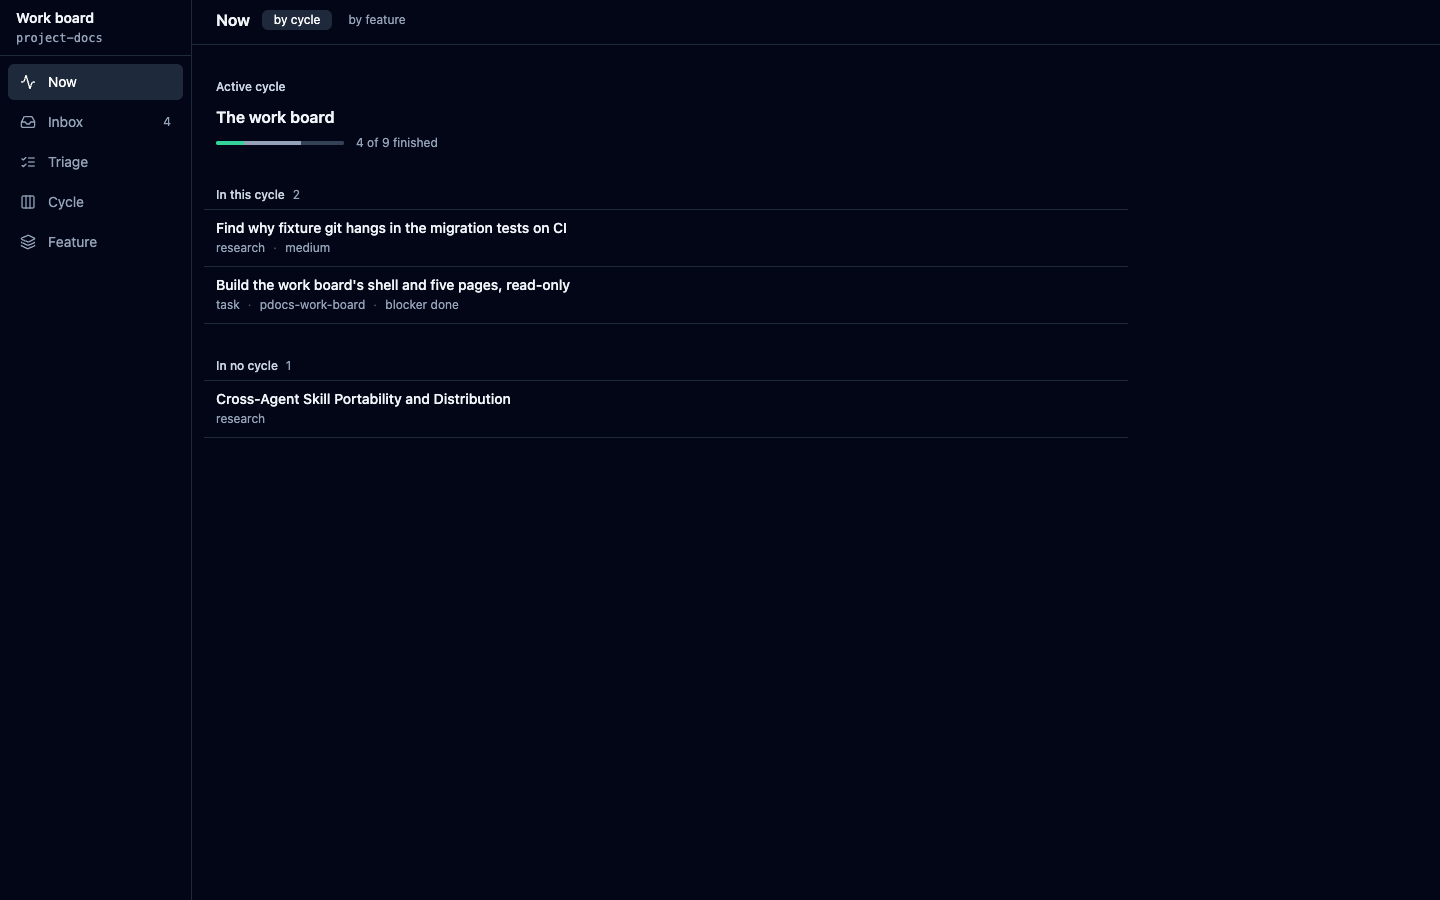 Work board
project-docs
Now
Inbox 4
Triage
Cycle
Feature
Now by cycle by feature
Active cycle
The work board
4 of 9 finished
In this cycle 2
Find why fixture git hangs in the migration tests on CI
research · medium
Build the work board's shell and five pages, read-only
task · pdocs-work-board · blocker done
In no cycle 1
Cross-Agent Skill Portability and Distribution
research